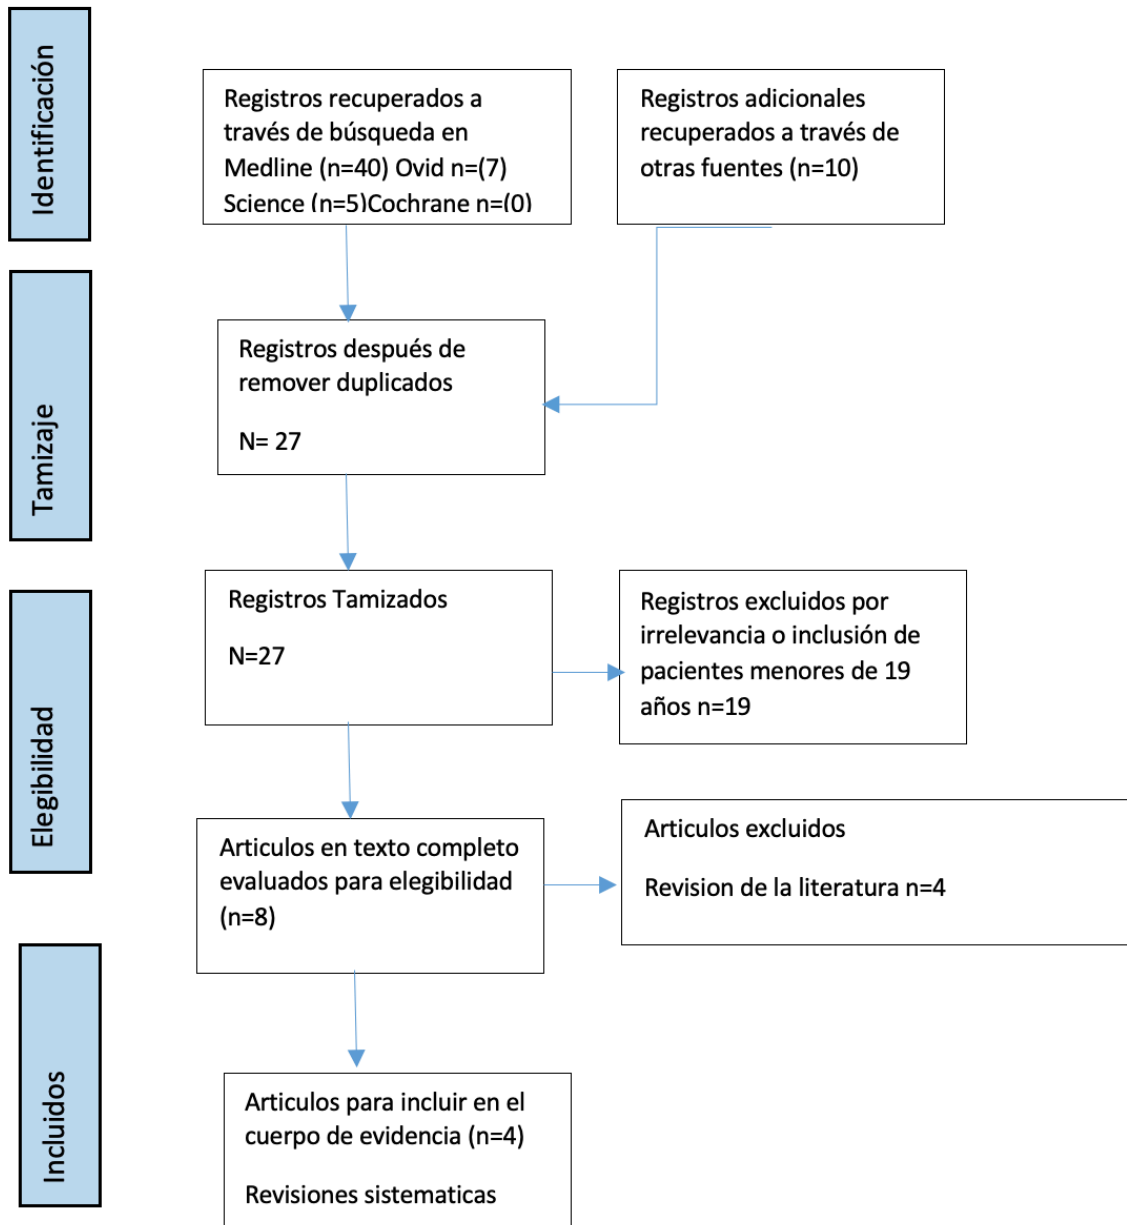 Identificación
Registros recuperados a
través de búsqueda en
Medline (n=40) Ovid n=(7)
Science (n=5)Cochrane n=(0)
Registros adicionales
recuperados a través de
otras fuentes (n=10)
Tamizaje
Registros después de
remover duplicados
N= 27
Elegibilidad
Registros Tamizados
N=27
Registros excluidos por
irrelevancia o inclusión de
pacientes menores de 19
años n=19
Articulos en texto completo
evaluados para elegibilidad
(n=8)
Articulos excluidos
Revision de la literatura n=4
Incluidos
Articulos para incluir en el
cuerpo de evidencia (n=4)
Revisiones sistematicas